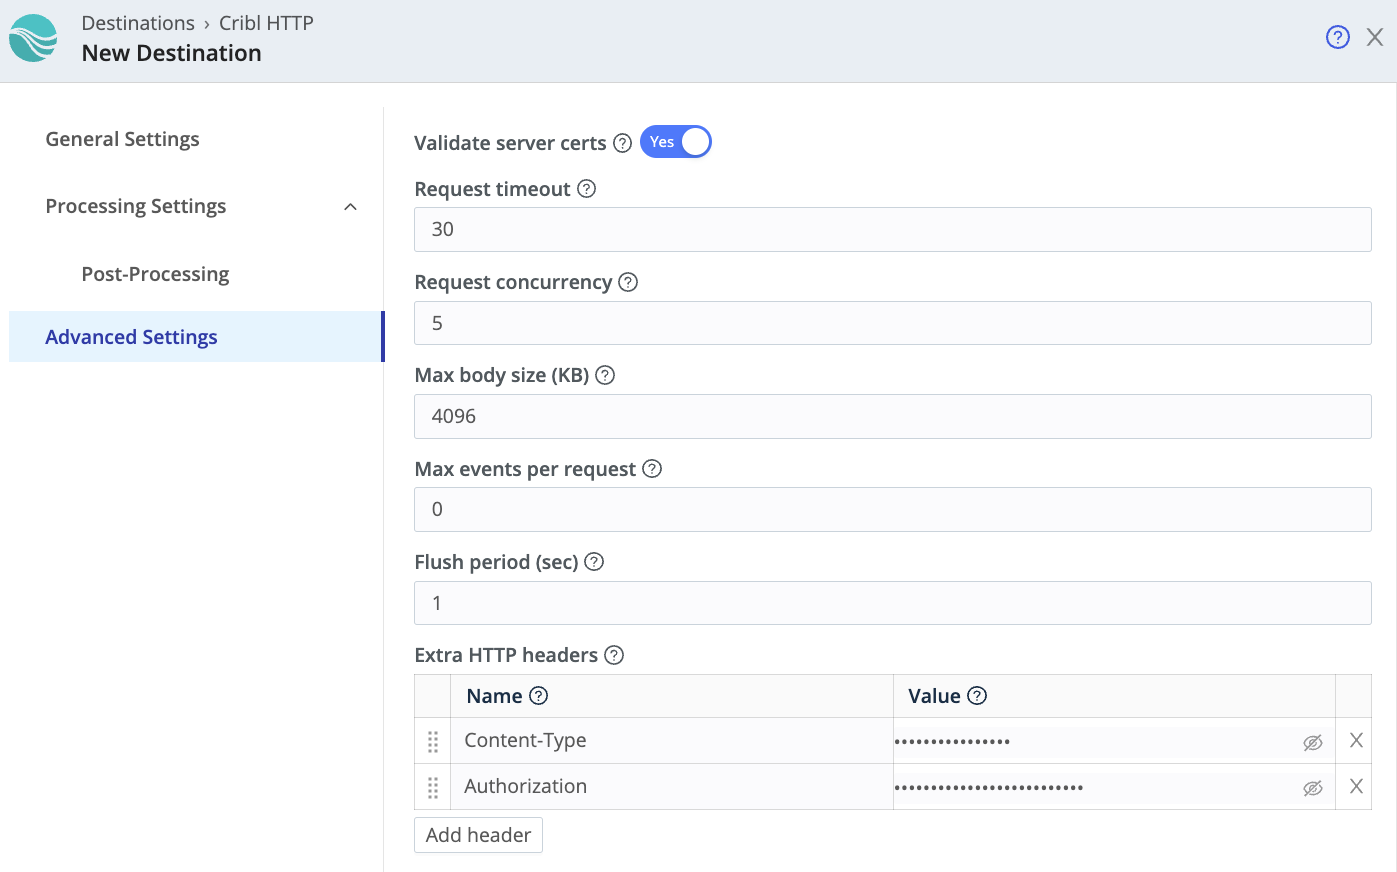 Destinations › Cribl HTTP
New Destination
General Settings
Processing Settings
Post-Processing
Advanced Settings
Validate server certs
Yes
Request timeout
30
Request concurrency
5
Max body size (KB)
4096
Max events per request
0
Flush period (sec)
1
Extra HTTP headers
Name Value
Content-Type ••••••••••••••••
Authorization ••••••••••••••••••••••••••
Add header